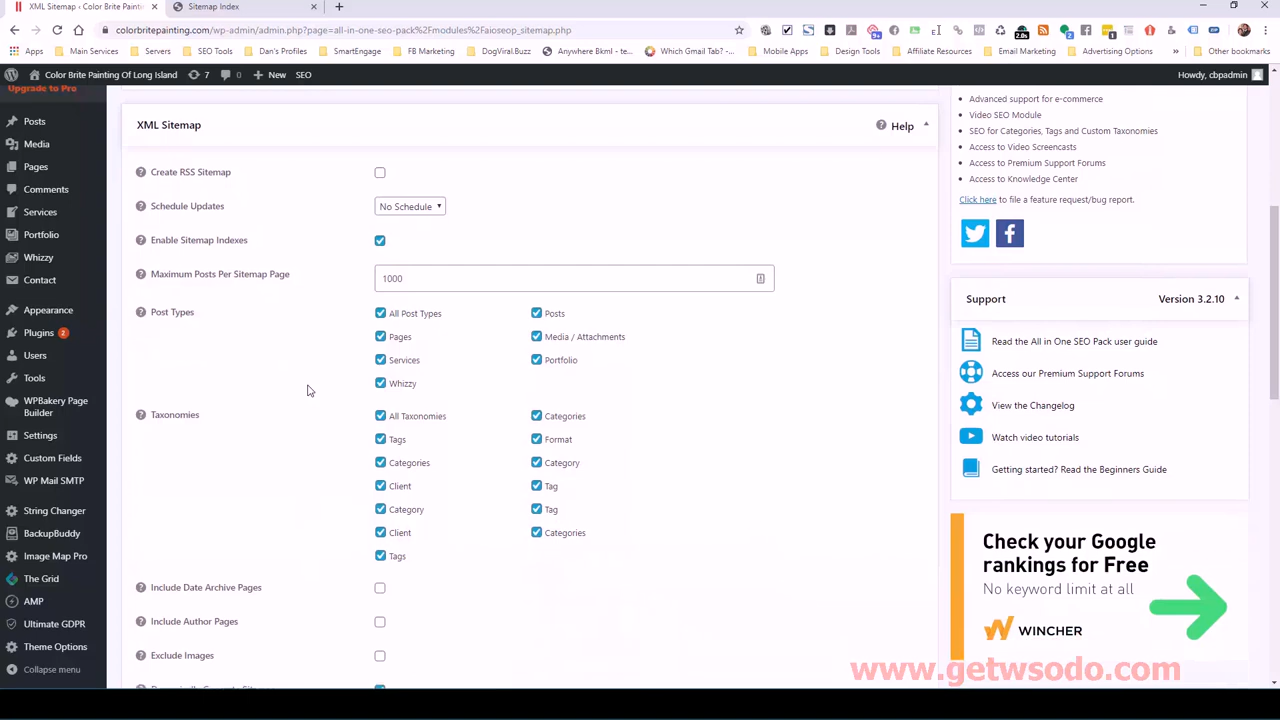 XML Sitemap ‹ Color Brite Painti
Sitemap Index
colorbritepainting.com/wp-admin/admin.php?page=all-in-one-seo-pack%2Fmodules%2Faioseop_sitemap.php
Apps Main Services Servers SEO Tools Dan's Profiles SmartEngage FB Marketing DogViral.Buzz Anywhere Bkml - te... Which Gmail Tab? -... Mobile Apps Design Tools Affiliate Resources Email Marketing Advertising Options » Other bookmarks
Color Brite Painting Of Long Island 7 0 New SEO Howdy, cbpadmin
Upgrade to Pro
Posts
Media
Pages
Comments
Services
Portfolio
Whizzy
Contact
Appearance
Plugins 2
Users
Tools
WPBakery Page
Builder
Settings
Custom Fields
WP Mail SMTP
String Changer
BackupBuddy
Image Map Pro
The Grid
AMP
Ultimate GDPR
Theme Options
Collapse menu
XML Sitemap Help
Create RSS Sitemap
Schedule Updates No Schedule
Enable Sitemap Indexes
Maximum Posts Per Sitemap Page 1000
Post Types All Post Types Posts
Pages Media / Attachments
Services Portfolio
Whizzy
Taxonomies All Taxonomies Categories
Tags Format
Categories Category
Client Tag
Category Tag
Client Categories
Tags
Include Date Archive Pages
Include Author Pages
Exclude Images
Advanced support for e-commerce
Video SEO Module
SEO for Categories, Tags and Custom Taxonomies
Access to Video Screencasts
Access to Premium Support Forums
Access to Knowledge Center
Click here to file a feature request/bug report.
Support Version 3.2.10
Read the All in One SEO Pack user guide
Access our Premium Support Forums
View the Changelog
Watch video tutorials
Getting started? Read the Beginners Guide
Check your Google
rankings for Free
No keyword limit at all
WINCHER
www.getwsodo.com